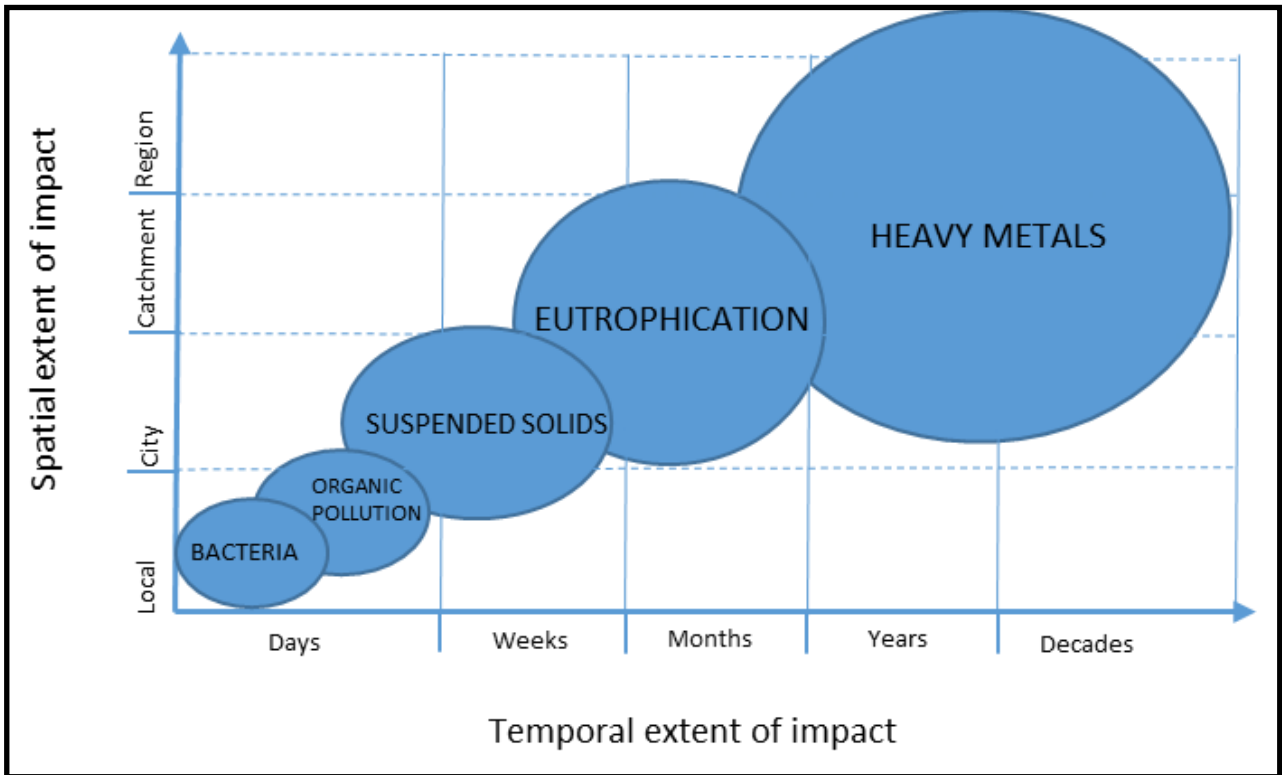 Spatial extent of impact
Region
Catchment
City
Local
HEAVY METALS
EUTROPHICATION
SUSPENDED SOLIDS
ORGANIC
POLLUTION
BACTERIA
Days
Weeks
Months
Years
Decades
Temporal extent of impact